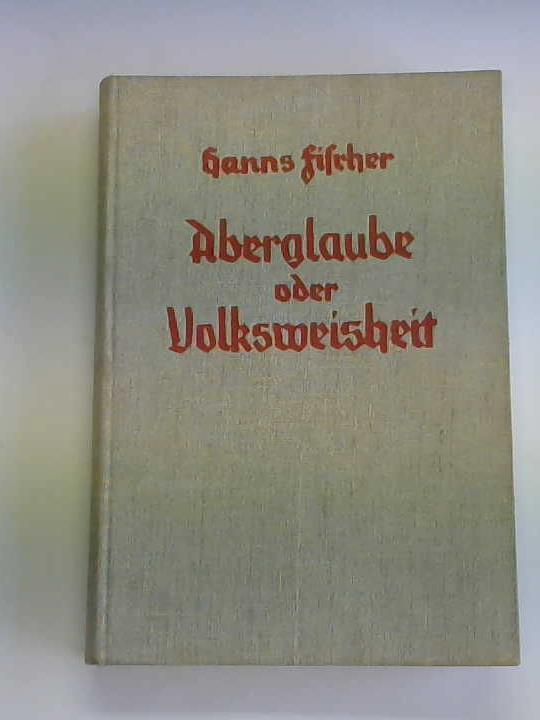 Hanns Fischer
Aberglaube
oder
Volksweisheit